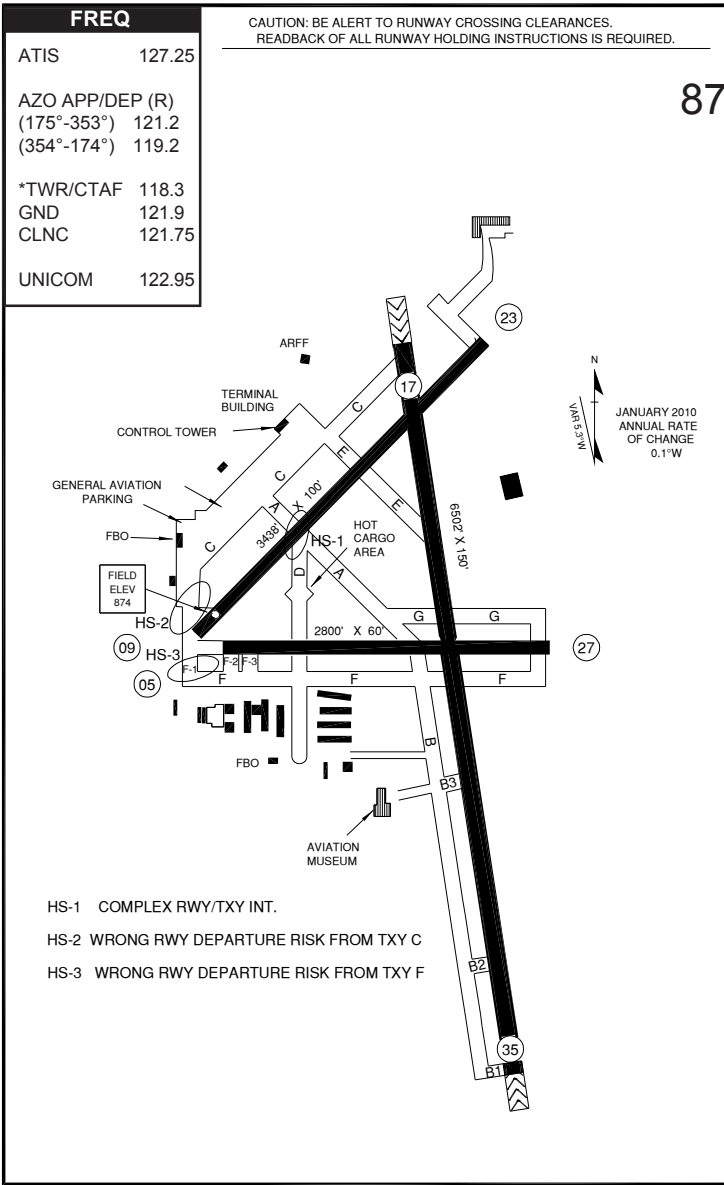 FREQ
ATIS 127.25
AZO APP/DEP (R)
(175°-353°) 121.2
(354°-174°) 119.2
*TWR/CTAF 118.3
GND 121.9
CLNC 121.75
UNICOM 122.95
CAUTION: BE ALERT TO RUNWAY CROSSING CLEARANCES.
READBACK OF ALL RUNWAY HOLDING INSTRUCTIONS IS REQUIRED.
87
23
ARFF
17
N
VAR 5.3°W
JANUARY 2010
ANNUAL RATE
OF CHANGE
0.1°W
TERMINAL
BUILDING
C
CONTROL TOWER
E
C
GENERAL AVIATION
PARKING
A
3438' X 100'
E
6502' X 150'
FBO
C
HS-1
HOT
CARGO
AREA
D
A
FIELD
ELEV
874
HS-2
G
G
2800' X 60'
09
HS-3
27
F-1
F-2
F-3
05
F
F
F
B
FBO
B3
AVIATION
MUSEUM
HS-1 COMPLEX RWY/TXY INT.
HS-2 WRONG RWY DEPARTURE RISK FROM TXY C
HS-3 WRONG RWY DEPARTURE RISK FROM TXY F
B2
35
B1